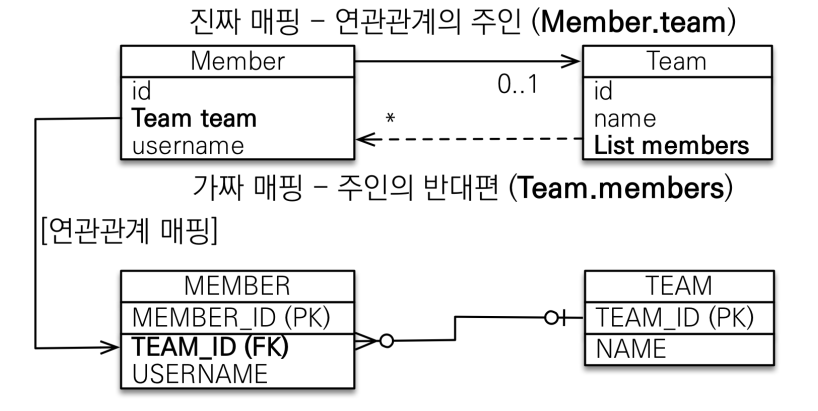 진짜 매핑 - 연관관계의 주인 (Member.team)
Member
id
Team team
username
0..1
*
Team
id
name
List members
가짜 매핑 - 주인의 반대편 (Team.members)
[연관관계 매핑]
MEMBER
MEMBER_ID (PK)
TEAM_ID (FK)
USERNAME
TEAM
TEAM_ID (PK)
NAME